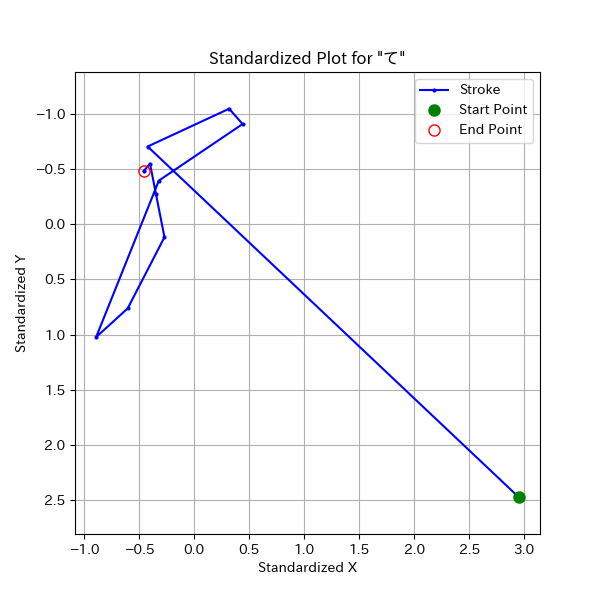 Standardized Plot for "て"
Stroke
Start Point
End Point
Standardized Y
−1.0
−0.5
0.0
0.5
1.0
1.5
2.0
2.5
−1.0 −0.5 0.0 0.5 1.0 1.5 2.0 2.5 3.0
Standardized X